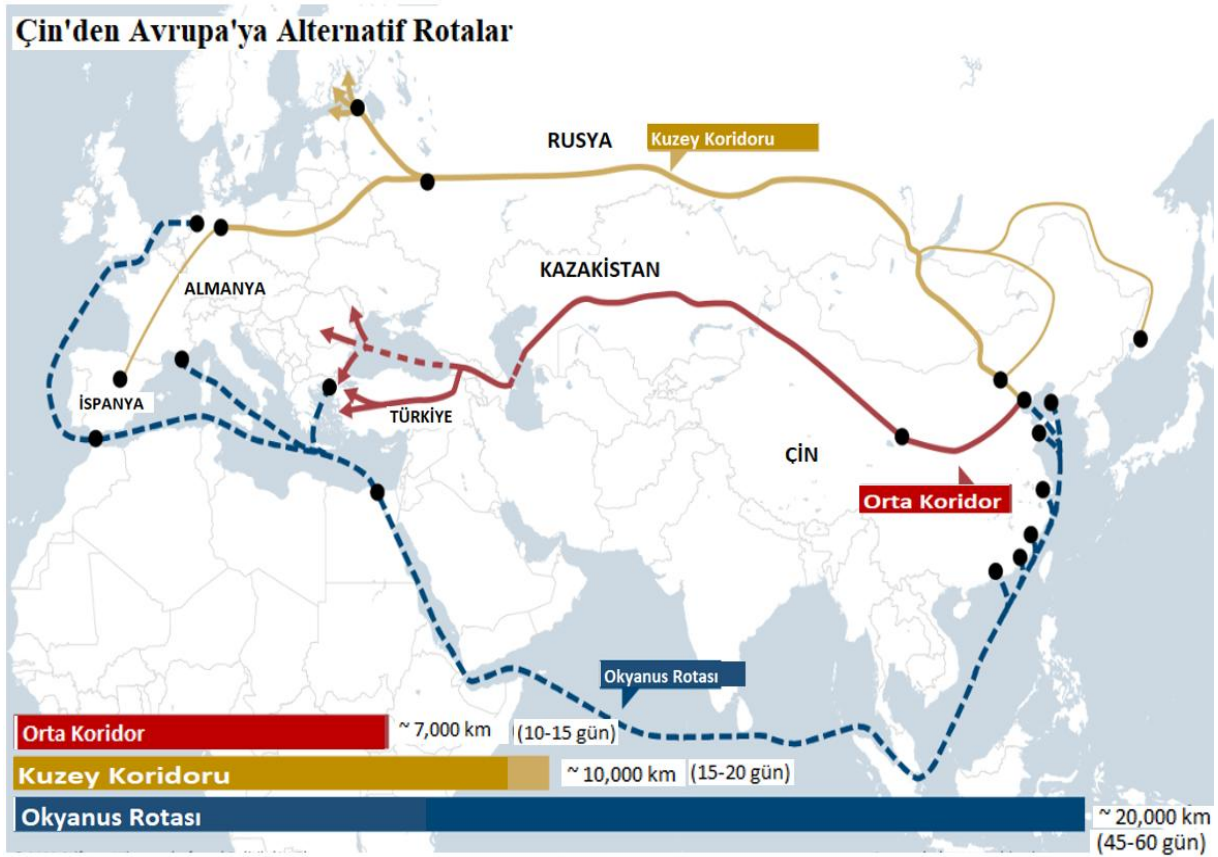 Çin'den Avrupa'ya Alternatif Rotalar
RUSYA
Kuzey Koridoru
KAZAKİSTAN
ALMANYA
İSPANYA
TÜRKİYE
ÇİN
Orta Koridor
Okyanus Rotası
Orta Koridor
~ 7,000 km
(10-15 gün)
Kuzey Koridoru
~ 10,000 km
(15-20 gün)
Okyanus Rotası
~ 20,000 km
(45-60 gün)